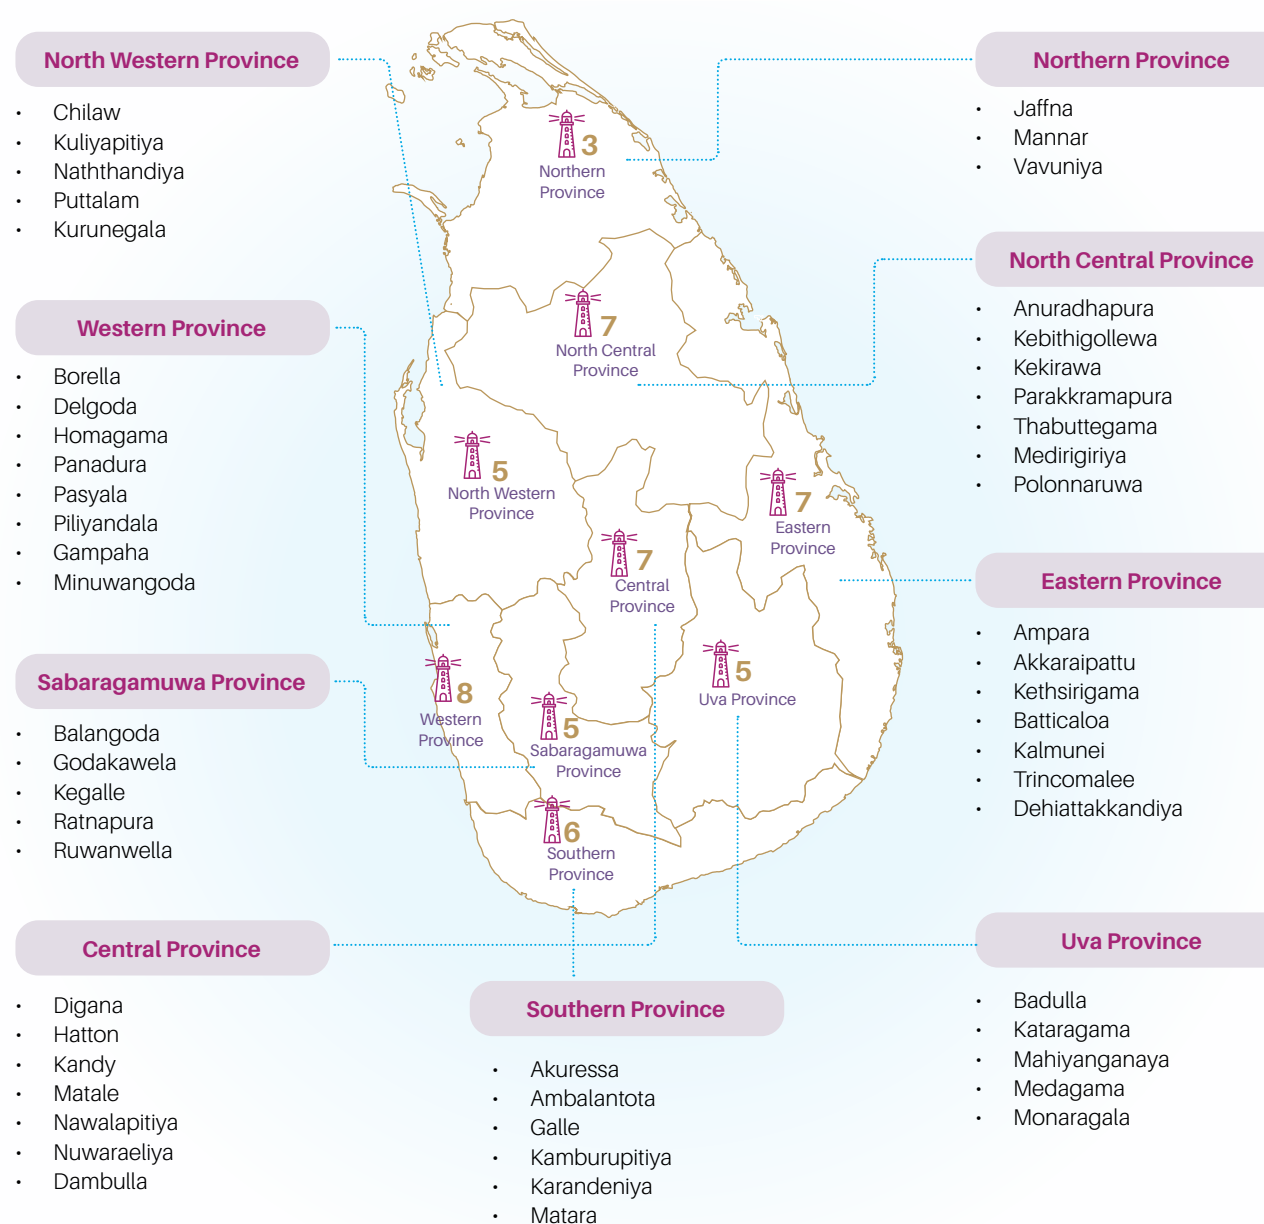 North Western Province
• Chilaw
• Kuliyapitiya
• Naththandiya
• Puttalam
• Kurunegala
Western Province
• Borella
• Delgoda
• Homagama
• Panadura
• Pasyala
• Piliyandala
• Gampaha
• Minuwangoda
Sabaragamuwa Province
• Balangoda
• Godakawela
• Kegalle
• Ratnapura
• Ruwanwella
Central Province
• Digana
• Hatton
• Kandy
• Matale
• Nawalapitiya
• Nuwaraeliya
• Dambulla
3
Northern
Province
7
North Central
Province
5
North Western
Province
7
Eastern
Province
7
Central
Province
5
Uva Province
8
Western
Province
5
Sabaragamuwa
Province
6
Southern
Province
Southern Province
• Akuressa
• Ambalantota
• Galle
• Kamburupitiya
• Karandeniya
• Matara
Northern Province
• Jaffna
• Mannar
• Vavuniya
North Central Province
• Anuradhapura
• Kebithigollewa
• Kekirawa
• Parakkramapura
• Thabuttegama
• Medirigiriya
• Polonnaruwa
Eastern Province
• Ampara
• Akkaraipattu
• Kethsirigama
• Batticaloa
• Kalmunei
• Trincomalee
• Dehiattakkandiya
Uva Province
• Badulla
• Kataragama
• Mahiyanganaya
• Medagama
• Monaragala